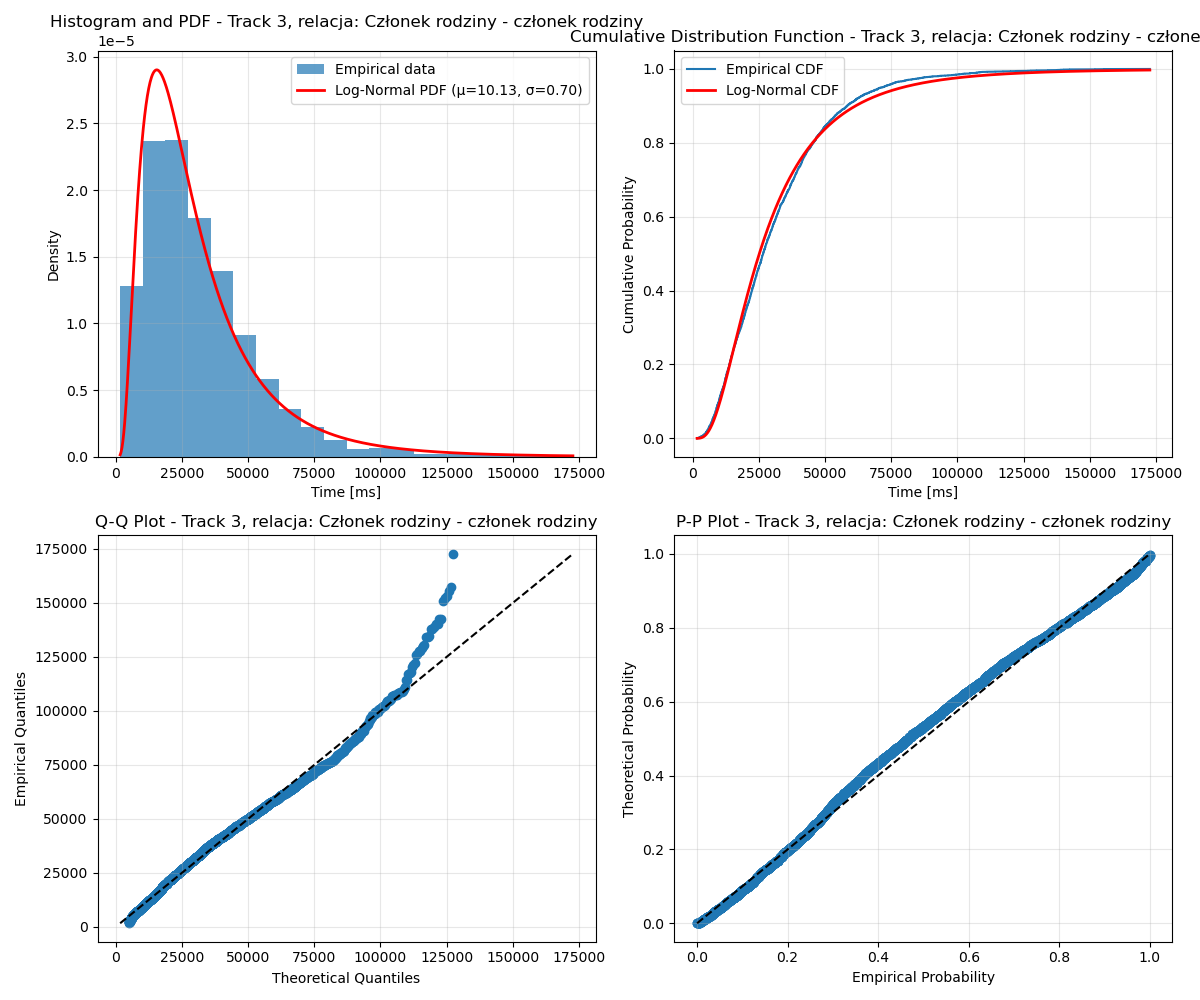 Histogram and PDF - Track 3, relacja: Członek rodziny - członek rodziny
1e−5
3.0
2.5
2.0
1.5
1.0
0.5
0.0
Density
Empirical data
Log-Normal PDF (μ=10.13, σ=0.70)
0 25000 50000 75000 100000 125000 150000 175000
Time [ms]
Cumulative Distribution Function - Track 3, relacja: Członek rodziny - człone
1.0
0.8
0.6
0.4
0.2
0.0
Cumulative Probability
Empirical CDF
Log-Normal CDF
0 25000 50000 75000 100000 125000 150000 175000
Time [ms]
Q-Q Plot - Track 3, relacja: Członek rodziny - członek rodziny
175000
150000
125000
100000
75000
50000
25000
0
Empirical Quantiles
0 25000 50000 75000 100000 125000 150000 175000
Theoretical Quantiles
P-P Plot - Track 3, relacja: Członek rodziny - członek rodziny
1.0
0.8
0.6
0.4
0.2
0.0
Theoretical Probability
0.0 0.2 0.4 0.6 0.8 1.0
Empirical Probability